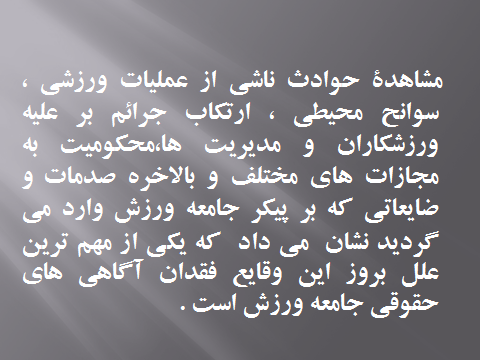 مشاهدۀ حوادث ناشی از عملیات ورزشی ،
سوانح محیطی ، ارتکاب جرائم بر علیه
ورزشکاران و مدیریت ها،محکومیت به
مجازات های مختلف و بالاخره صدمات و
ضایعاتی که بر پیکر جامعه ورزش وارد می
گردید نشان می داد که یکی از مهم ترین
علل بروز این وقایع فقدان آگاهی های
حقوقی جامعه ورزش است .